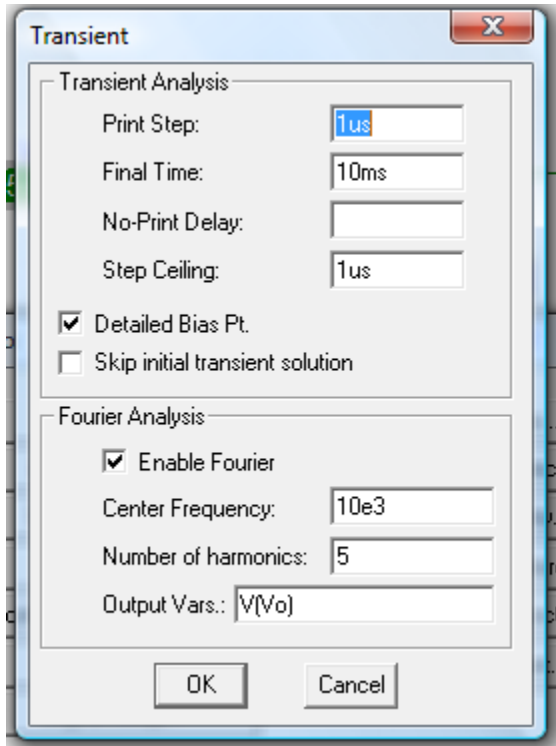 Transient
Transient Analysis
Print Step: 1us
Final Time: 10ms
No-Print Delay:
Step Ceiling: 1us
Detailed Bias Pt.
Skip initial transient solution
Fourier Analysis
Enable Fourier
Center Frequency: 10e3
Number of harmonics: 5
Output Vars.: V(Vo)
OK Cancel